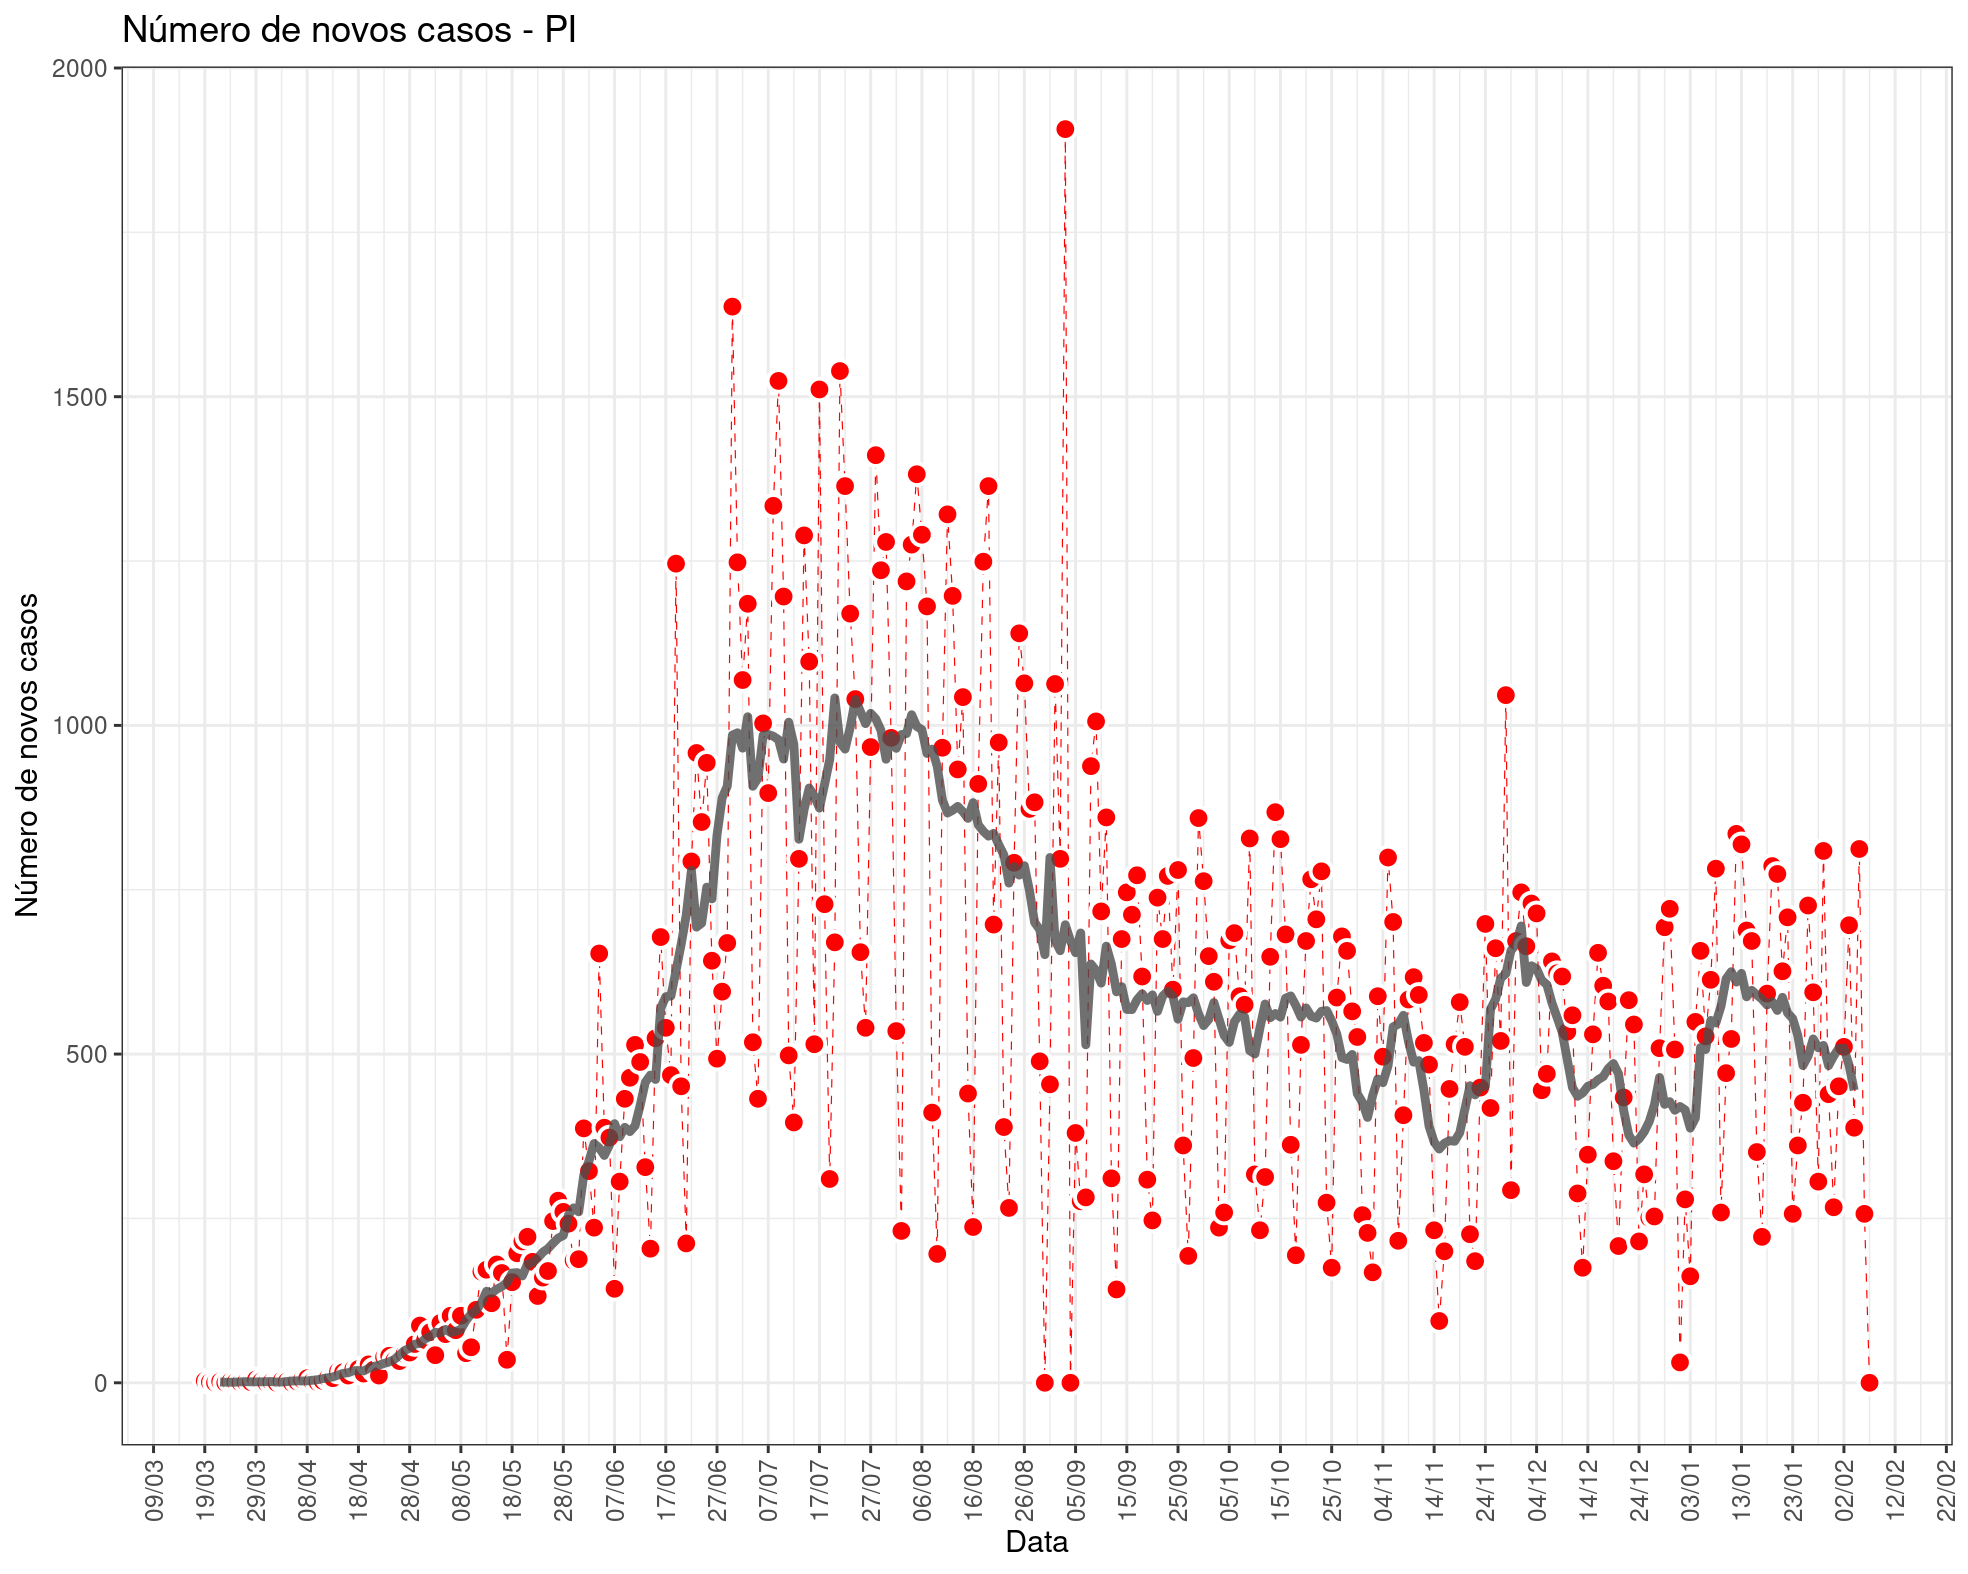 Número de novos casos - PI
2000
1500
1000
500
0
Número de novos casos
09/03 19/03 29/03 08/04 18/04 28/04 08/05 18/05 28/05 07/06 17/06 27/06 07/07 17/07 27/07 06/08 16/08 26/08 05/09 15/09 25/09 05/10 15/10 25/10 04/11 14/11 24/11 04/12 14/12 24/12 03/01 13/01 23/01 02/02 12/02 22/02
Data